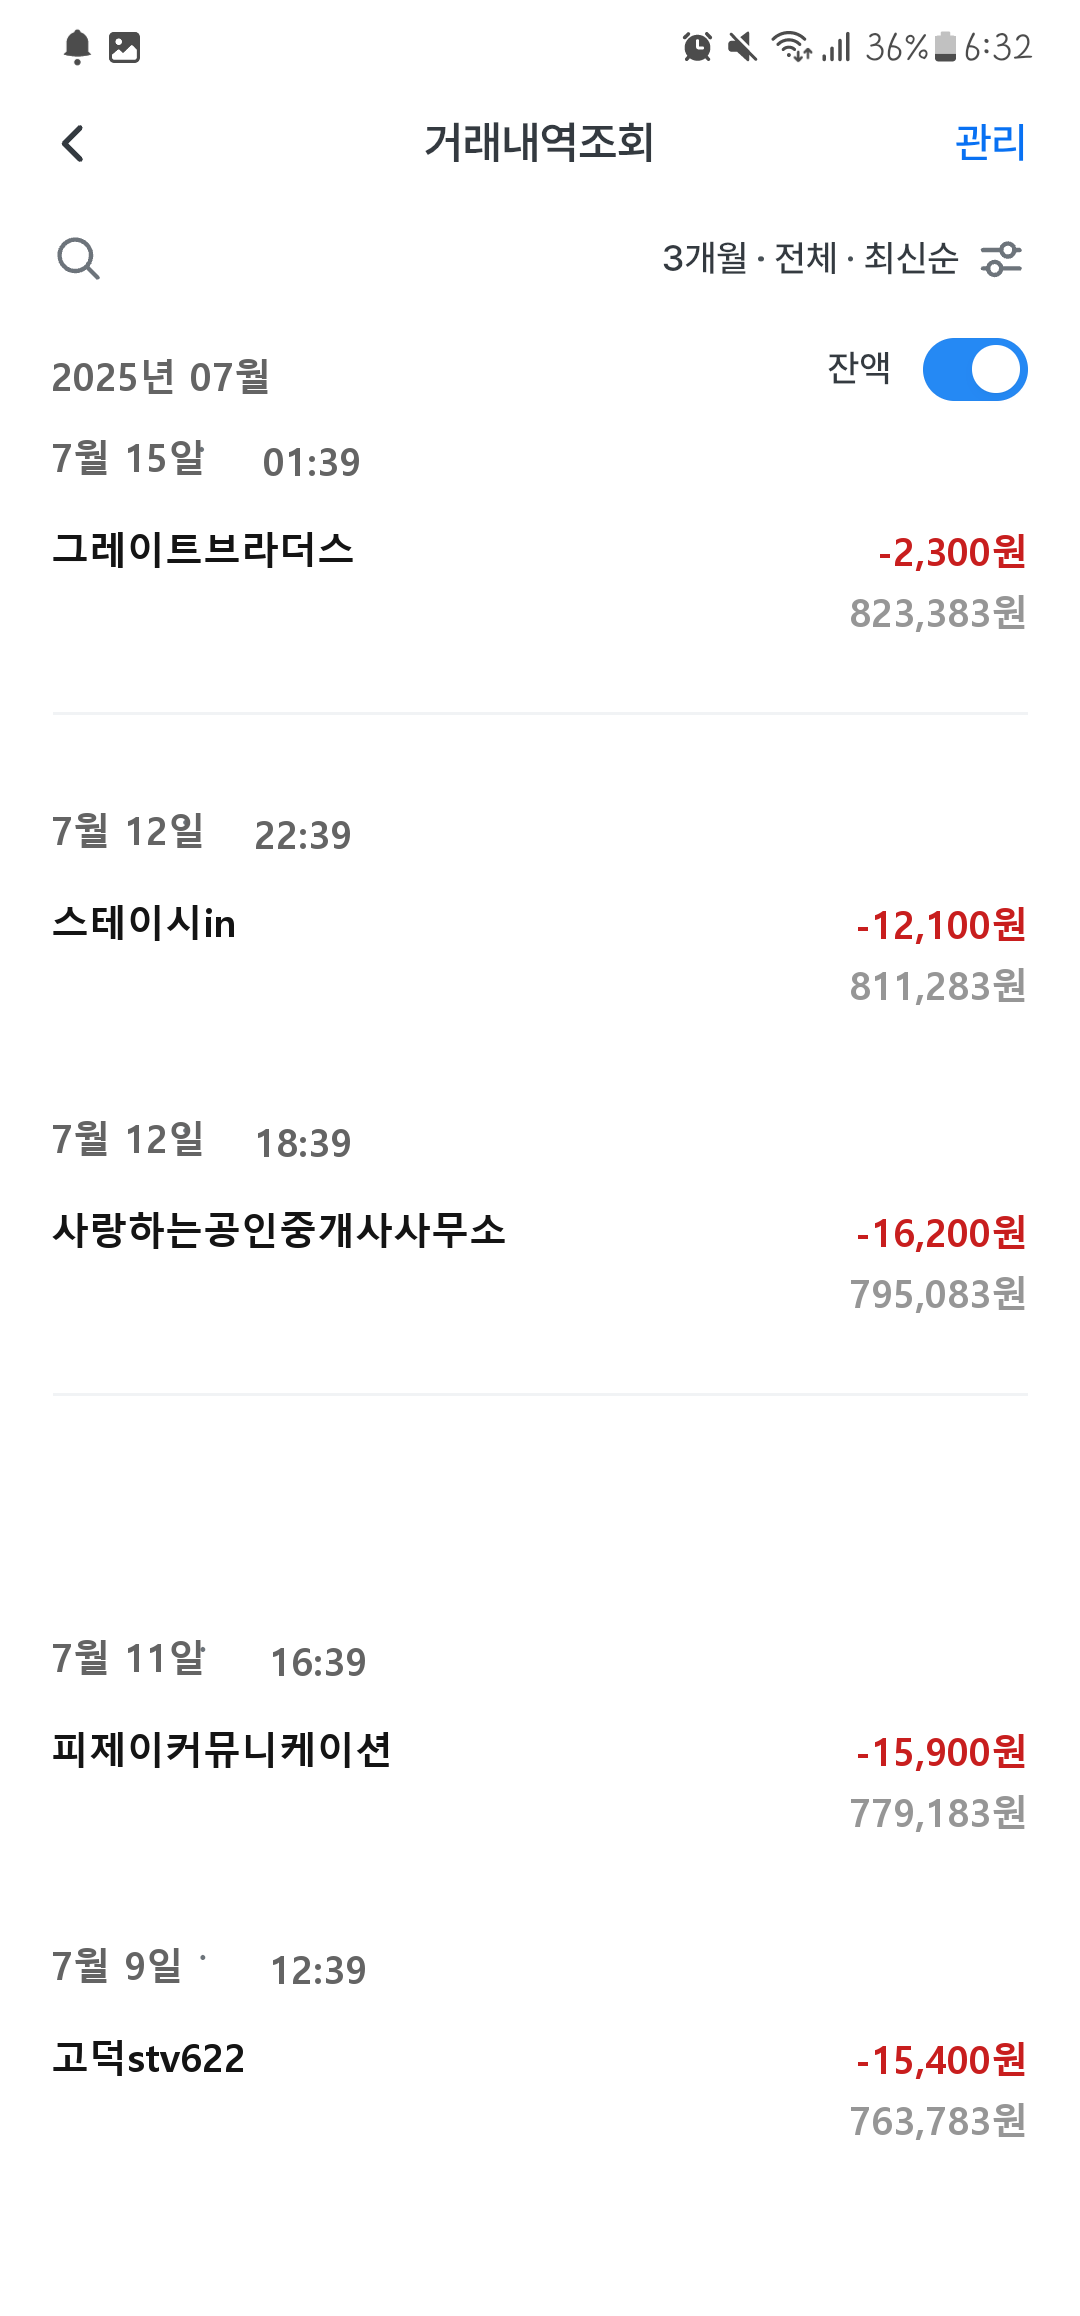 36% 6:32
거래내역조회 관리
3개월 · 전체 · 최신순
2025년 07월 잔액
7월 15알 01:39
그레이트브라더스 -2,300원
823,383원
7월 12일 22:39
스테이시in -12,100원
811,283원
7월 12일 18:39
사랑하는공인중개사사무소 -16,200원
795,083원
7월 11알 16:39
피제이커뮤니케이션 -15,900원
779,183원
7월 9일 · 12:39
고덕stv622 -15,400원
763,783원